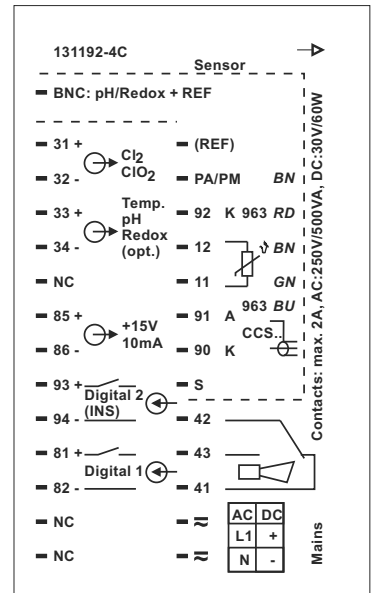 131192-4C
Sensor
BNC: pH/Redox + REF
31 + (REF)
Cl2
ClO2
32 - PA/PM BN
33 + Temp. 92 K 963 RD
pH
Redox
(opt.)
34 - 12 BN
NC 11 GN
85 + +15V 91 A 963 BU
10mA CCS..
86 - 90 K
93 + S
Digital 2
(INS)
94 - 42
81 + 43
Digital 1
82 - 41
NC AC DC
L1 +
NC N -
Contacts: max. 2A, AC:250V/500VA, DC:30V/60W
Mains